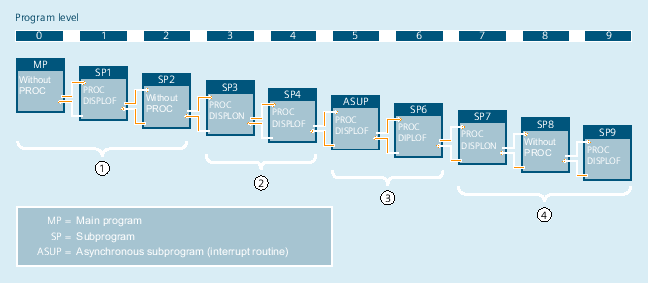 Program level
0 1 2 3 4 5 6 7 8 9
MP
Without
PROC
SP1
PROC
DISPLOF
SP2
Without
PROC
SP3
PROC
DISPLON
SP4
PROC
DISPLOF
ASUP
PROC
DISPLOF
SP6
PROC
DIPLOF
SP7
PROC
DISPLON
SP8
Without
PROC
SP9
PROC
DISPLOF
1
2
3
4
MP = Main program
SP = Subprogram
ASUP = Asynchronous subprogram (interrupt routine)